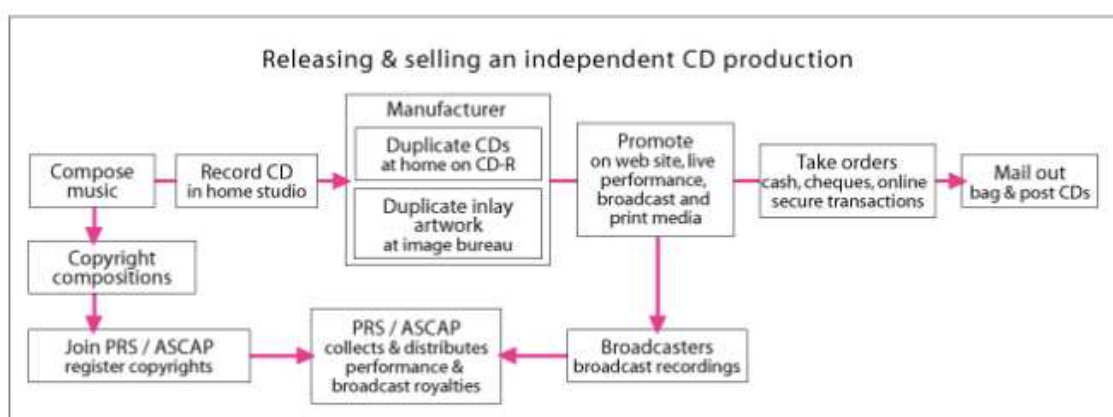 Releasing & selling an independent CD production
Compose
music
Record CD
in home studio
Manufacturer
Duplicate CDs
at home on CD-R
Duplicate inlay
artwork
at image bureau
Promote
on web site, live
performance,
broadcast and
print media
Take orders
cash, cheques, online
secure transactions
Mail out
bag & post CDs
Copyright
compositions
Join PRS / ASCAP
register copyrights
PRS / ASCAP
collects & distributes
performance &
broadcast royalties
Broadcasters
broadcast recordings